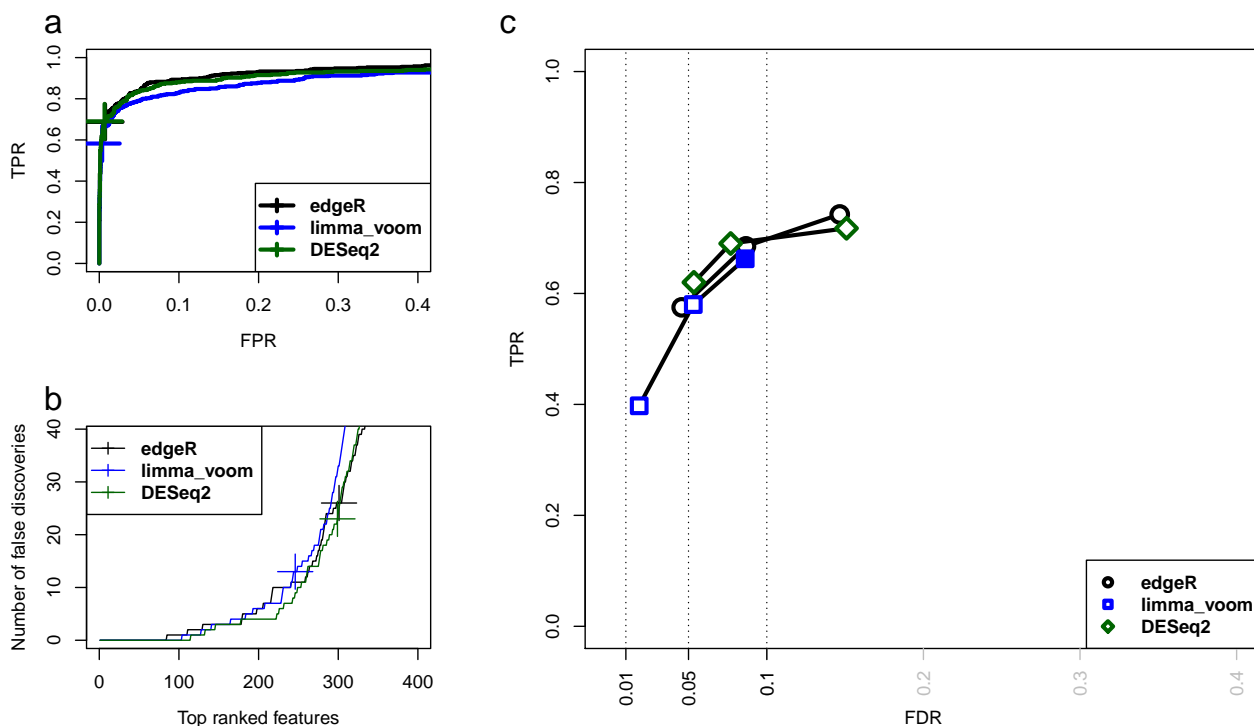 a
TPR
1.0
0.8
0.6
0.4
0.2
0.0
edgeR
limma_voom
DESeq2
0.0 0.1 0.2 0.3 0.4
FPR
b
Number of false discoveries
40
30
20
10
0
edgeR
limma_voom
DESeq2
0 100 200 300 400
Top ranked features
c
TPR
1.0
0.8
0.6
0.4
0.2
0.0
edgeR
limma_voom
DESeq2
0.01 0.05 0.1 0.2 0.3 0.4
FDR